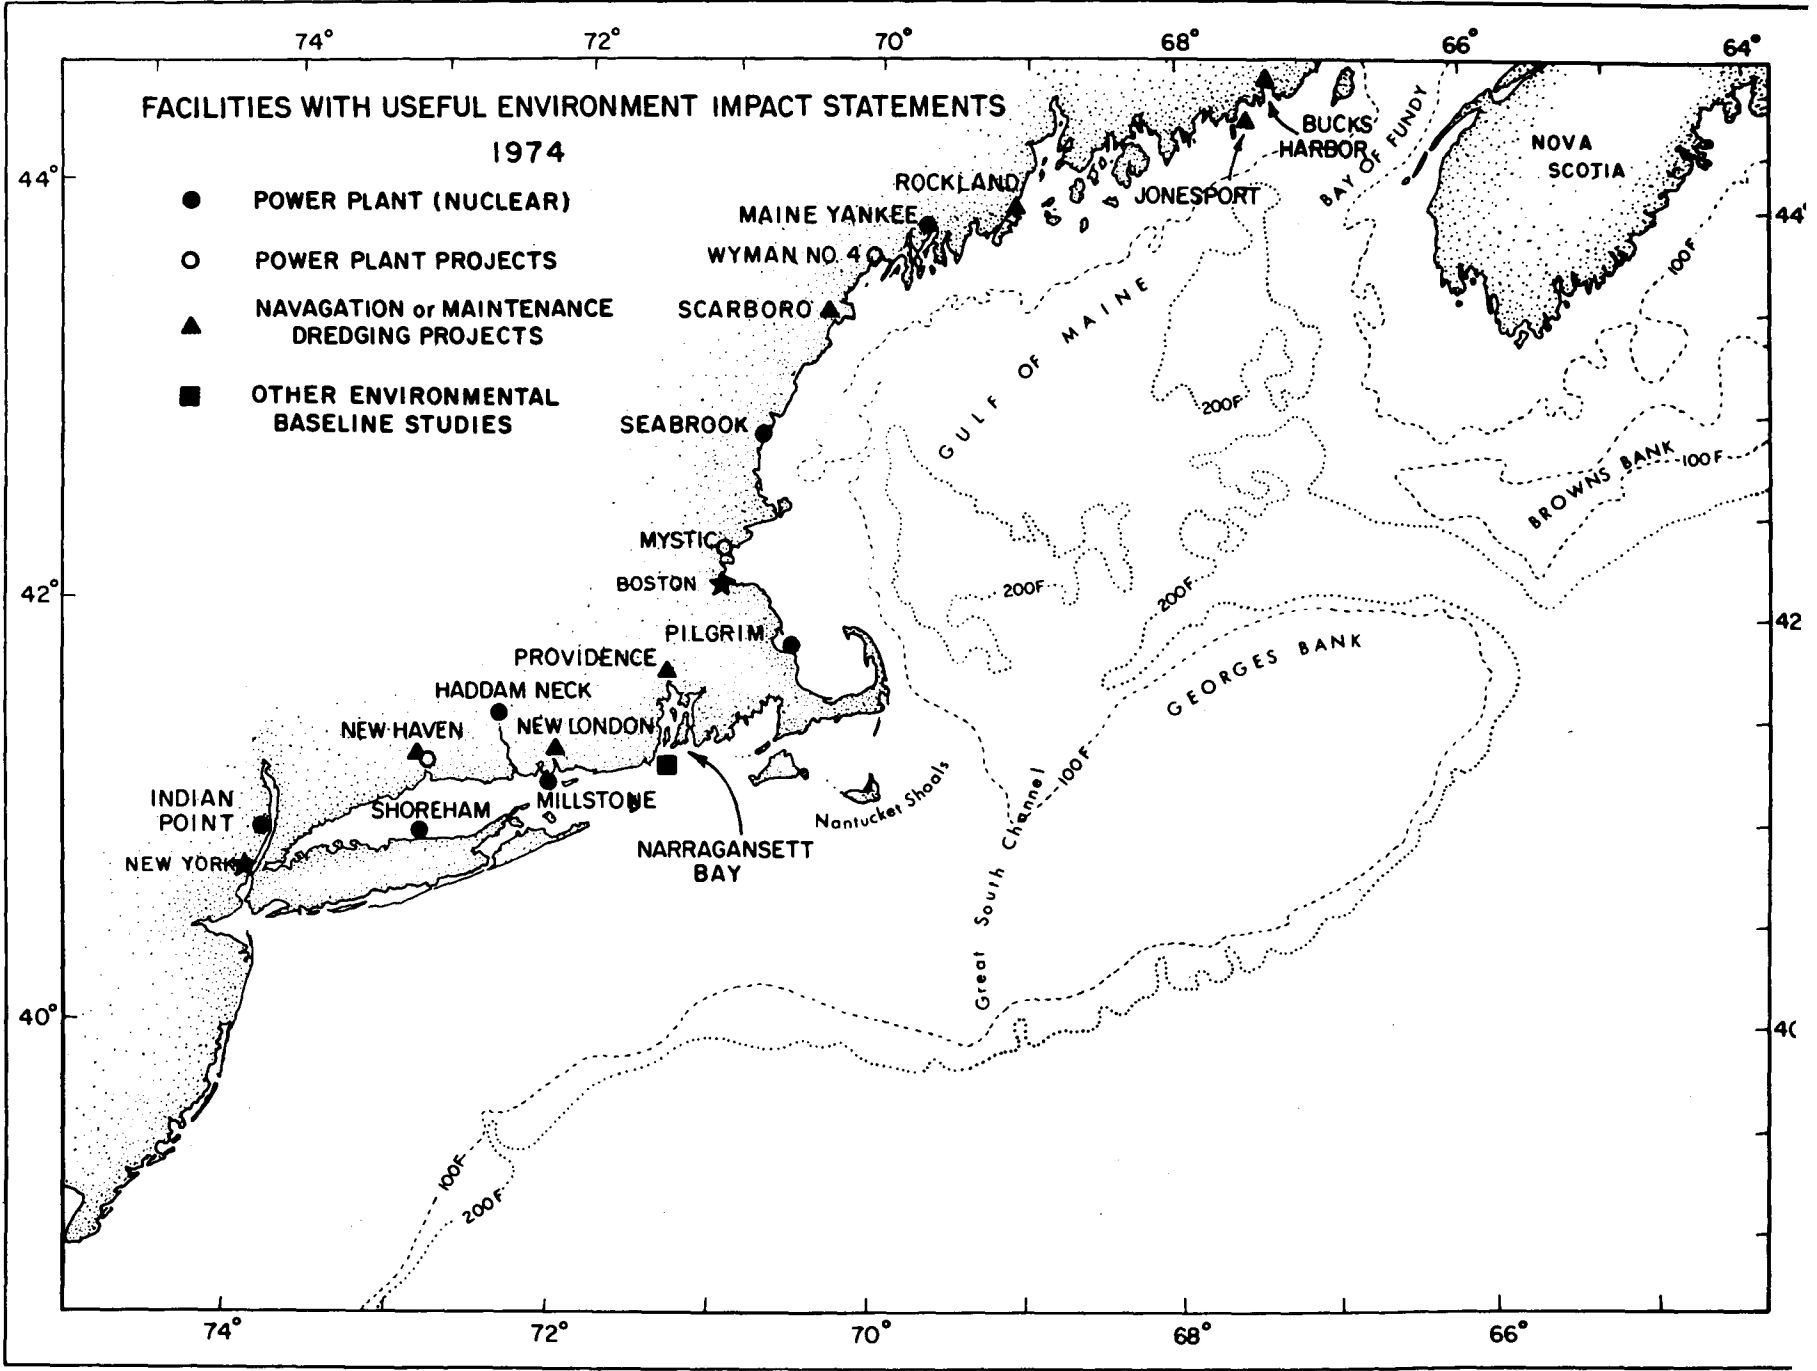 74° 72° 70° 68° 66° 64°
FACILITIES WITH USEFUL ENVIRONMENT IMPACT STATEMENTS
1974
POWER PLANT (NUCLEAR)
POWER PLANT PROJECTS
NAVAGATION or MAINTENANCE
DREDGING PROJECTS
OTHER ENVIRONMENTAL
BASELINE STUDIES
44°
44°
42°
42
40°
40
BUCKS
HARBOR
BAY OF FUNDY
NOVA
SCOTIA
JONESPORT
ROCKLAND
MAINE YANKEE
WYMAN NO. 4
SCARBORO
SEABROOK
MYSTIC
BOSTON
PILGRIM
PROVIDENCE
HADDAM NECK
NEW HAVEN
NEW LONDON
INDIAN
POINT
SHOREHAM
MILLSTONE
NEW YORK
NARRAGANSETT
BAY
GULF OF MAINE
100F
200F
BROWNS BANK
100F
200F
200F
GEORGES BANK
100F
Nantucket Shoals
Great South Channel
100F
200F
74° 72° 70° 68° 66°